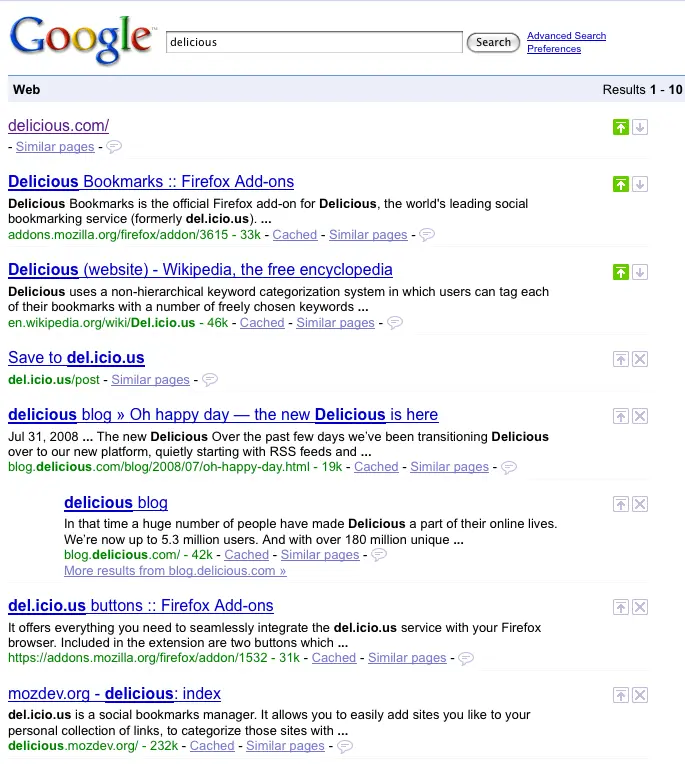 Google™ delicious Search Advanced Search
Preferences
Web Results 1 - 10
delicious.com/
- Similar pages -
Delicious Bookmarks :: Firefox Add-ons
Delicious Bookmarks is the official Firefox add-on for Delicious, the world's leading social
bookmarking service (formerly del.icio.us). ...
addons.mozilla.org/firefox/addon/3615 - 33k - Cached - Similar pages -
Delicious (website) - Wikipedia, the free encyclopedia
Delicious uses a non-hierarchical keyword categorization system in which users can tag each
of their bookmarks with a number of freely chosen keywords ...
en.wikipedia.org/wiki/Del.icio.us - 46k - Cached - Similar pages -
Save to del.icio.us
del.icio.us/post - Similar pages -
delicious blog » Oh happy day — the new Delicious is here
Jul 31, 2008 ... The new Delicious Over the past few days we've been transitioning Delicious
over to our new platform, quietly starting with RSS feeds and ...
blog.delicious.com/blog/2008/07/oh-happy-day.html - 19k - Cached - Similar pages -
delicious blog
In that time a huge number of people have made Delicious a part of their online lives.
We're now up to 5.3 million users. And with over 180 million unique ...
blog.delicious.com/ - 42k - Cached - Similar pages -
More results from blog.delicious.com »
del.icio.us buttons :: Firefox Add-ons
It offers everything you need to seamlessly integrate the del.icio.us service with your Firefox
browser. Included in the extension are two buttons which ...
https://addons.mozilla.org/firefox/addon/1532 - 31k - Cached - Similar pages -
mozdev.org - delicious: index
del.icio.us is a social bookmarks manager. It allows you to easily add sites you like to your
personal collection of links, to categorize those sites with ...
delicious.mozdev.org/ - 232k - Cached - Similar pages -